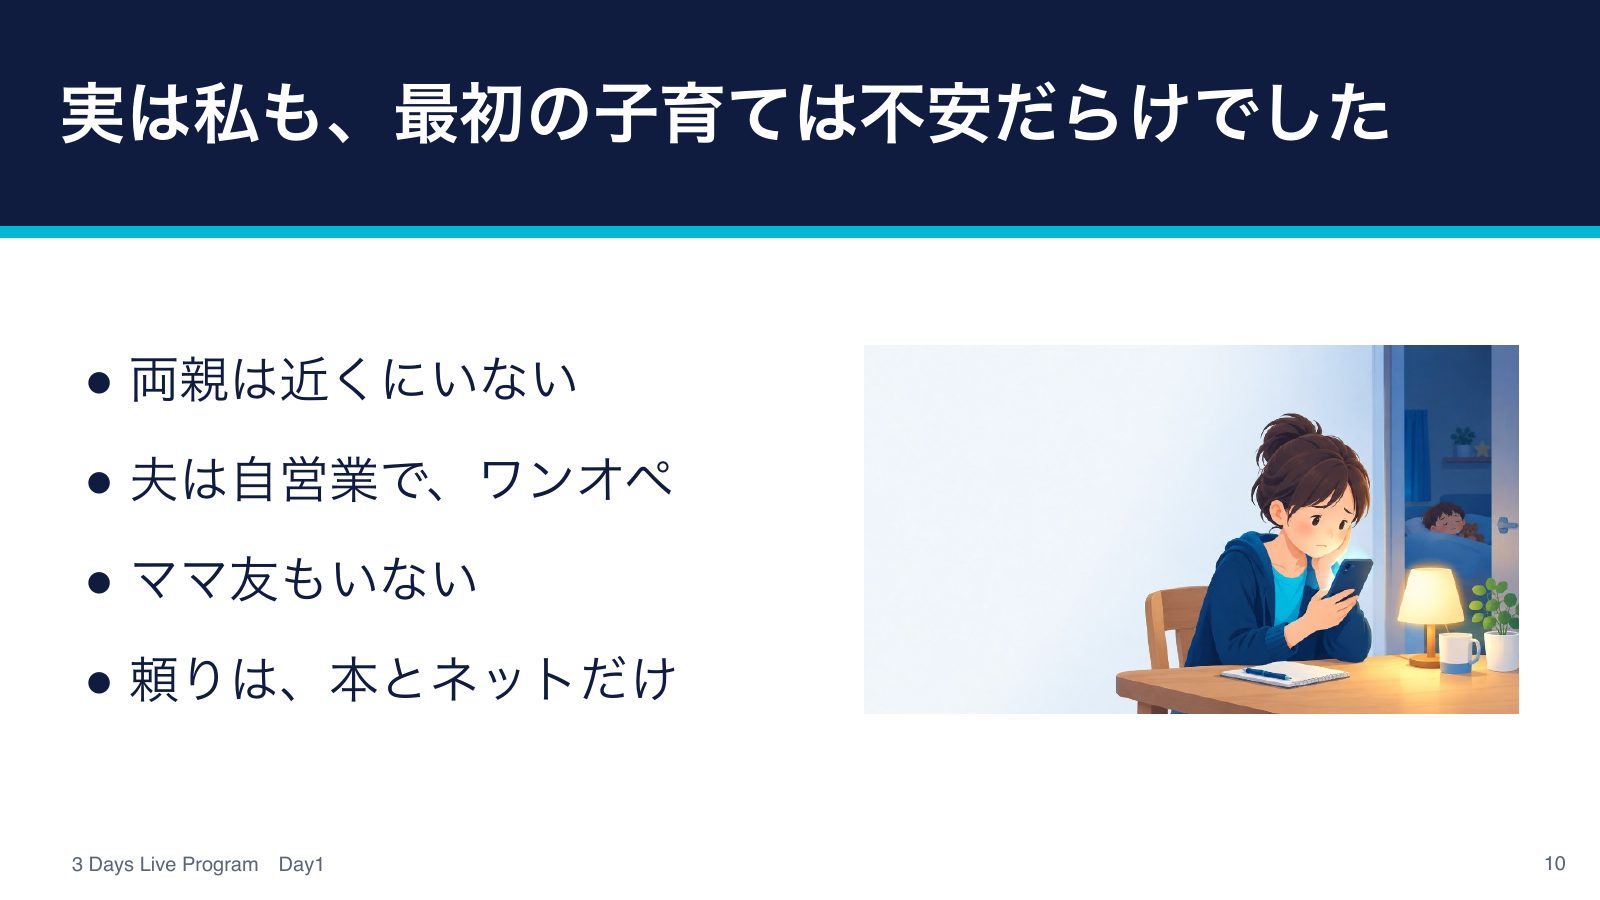 実は私も、最初の子育ては不安だらけでした
● 両親は近くにいない
● 夫は自営業で、ワンオペ
● ママ友もいない
● 頼りは、本とネットだけ
3 Days Live Program　Day1
10